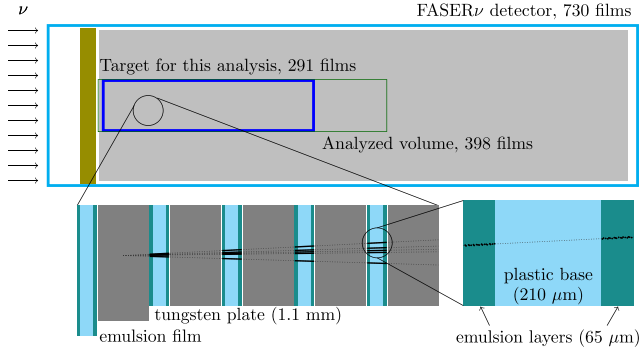 ν
FASERν detector, 730 films
Target for this analysis, 291 films
Analyzed volume, 398 films
plastic base
(210 μm)
tungsten plate (1.1 mm)
emulsion film
emulsion layers (65 μm)